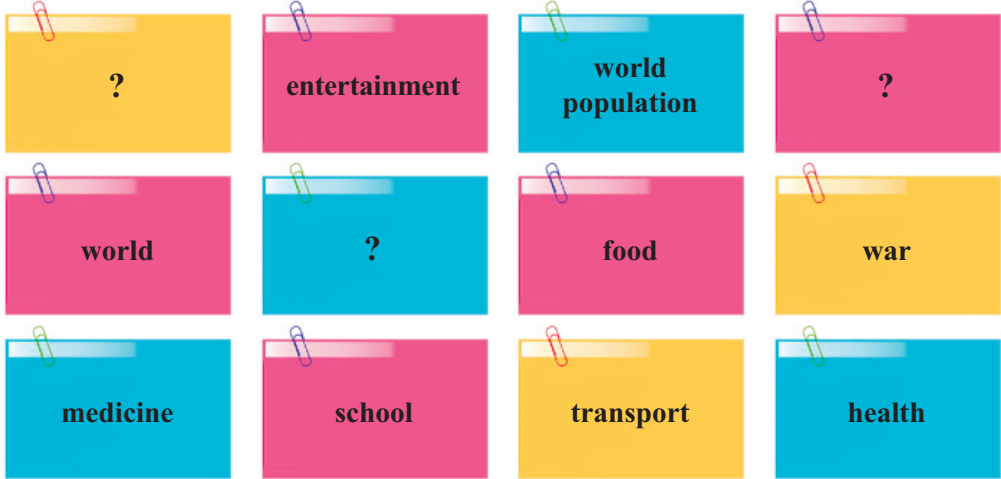 ?
entertainment
world
population
?
world
?
food
war
medicine
school
transport
health